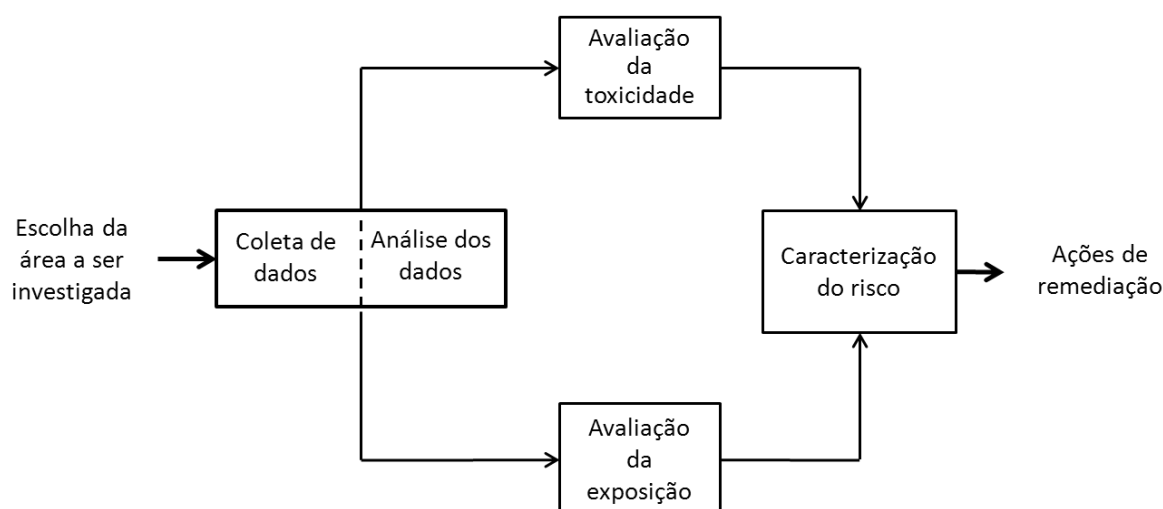 Escolha da
área a ser
investigada
Coleta de
dados
Análise dos
dados
Avaliação
da
toxicidade
Avaliação
da
exposição
Caracterização
do risco
Ações de
remediação